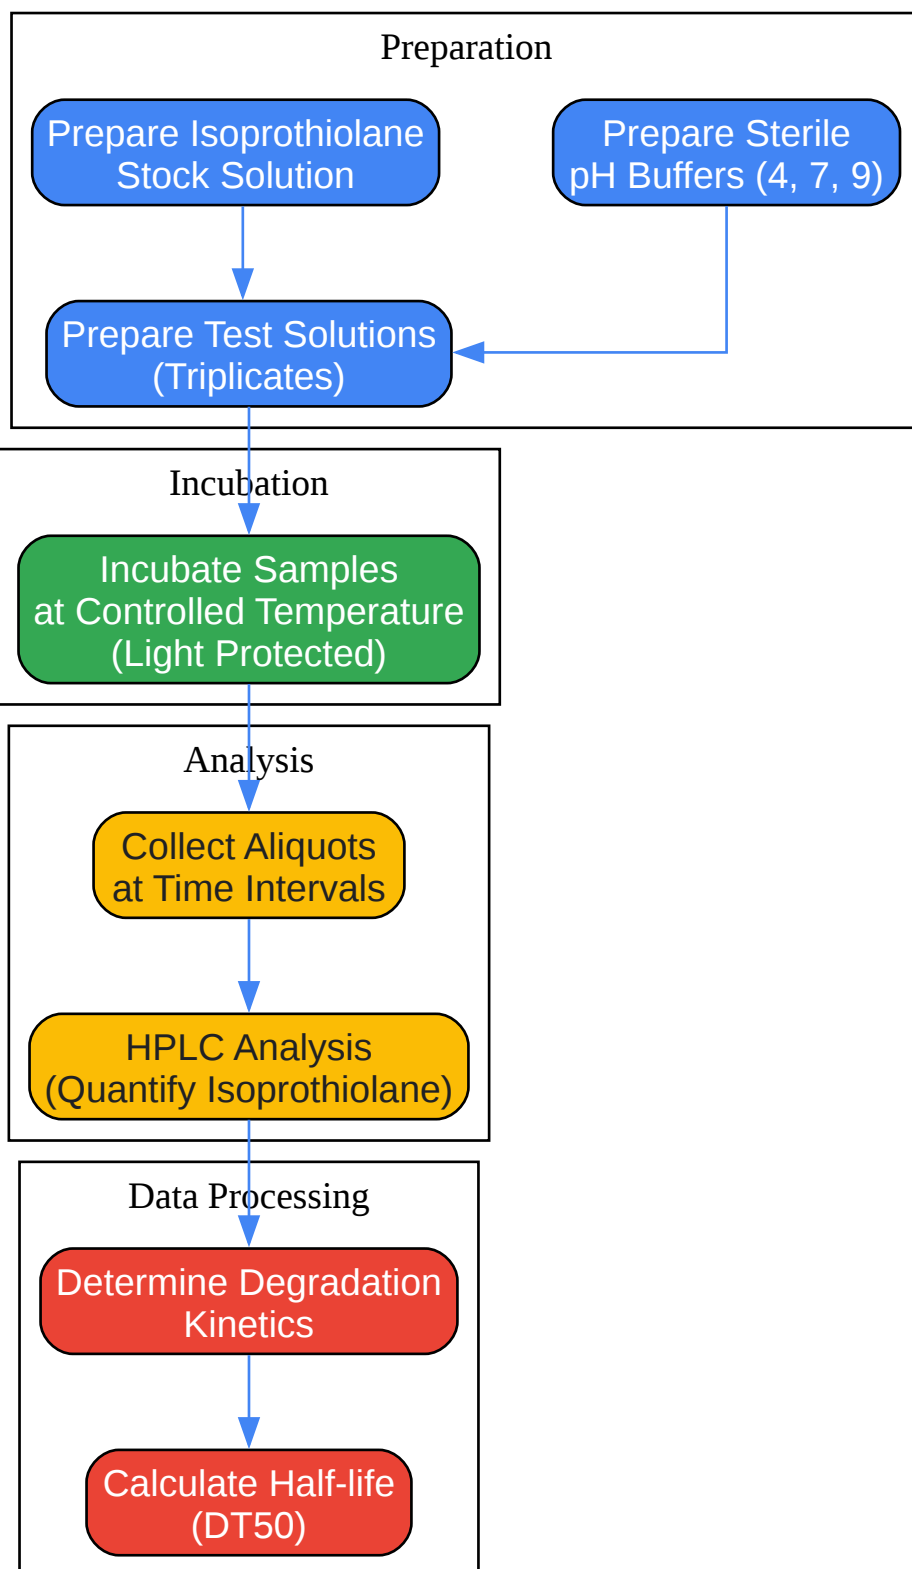 Preparation
Prepare Isoprothiolane
Stock Solution
Prepare Sterile
pH Buffers (4, 7, 9)
Prepare Test Solutions
(Triplicates)
Incubation
Incubate Samples
at Controlled Temperature
(Light Protected)
Analysis
Collect Aliquots
at Time Intervals
HPLC Analysis
(Quantify Isoprothiolane)
Data Processing
Determine Degradation
Kinetics
Calculate Half-life
(DT50)